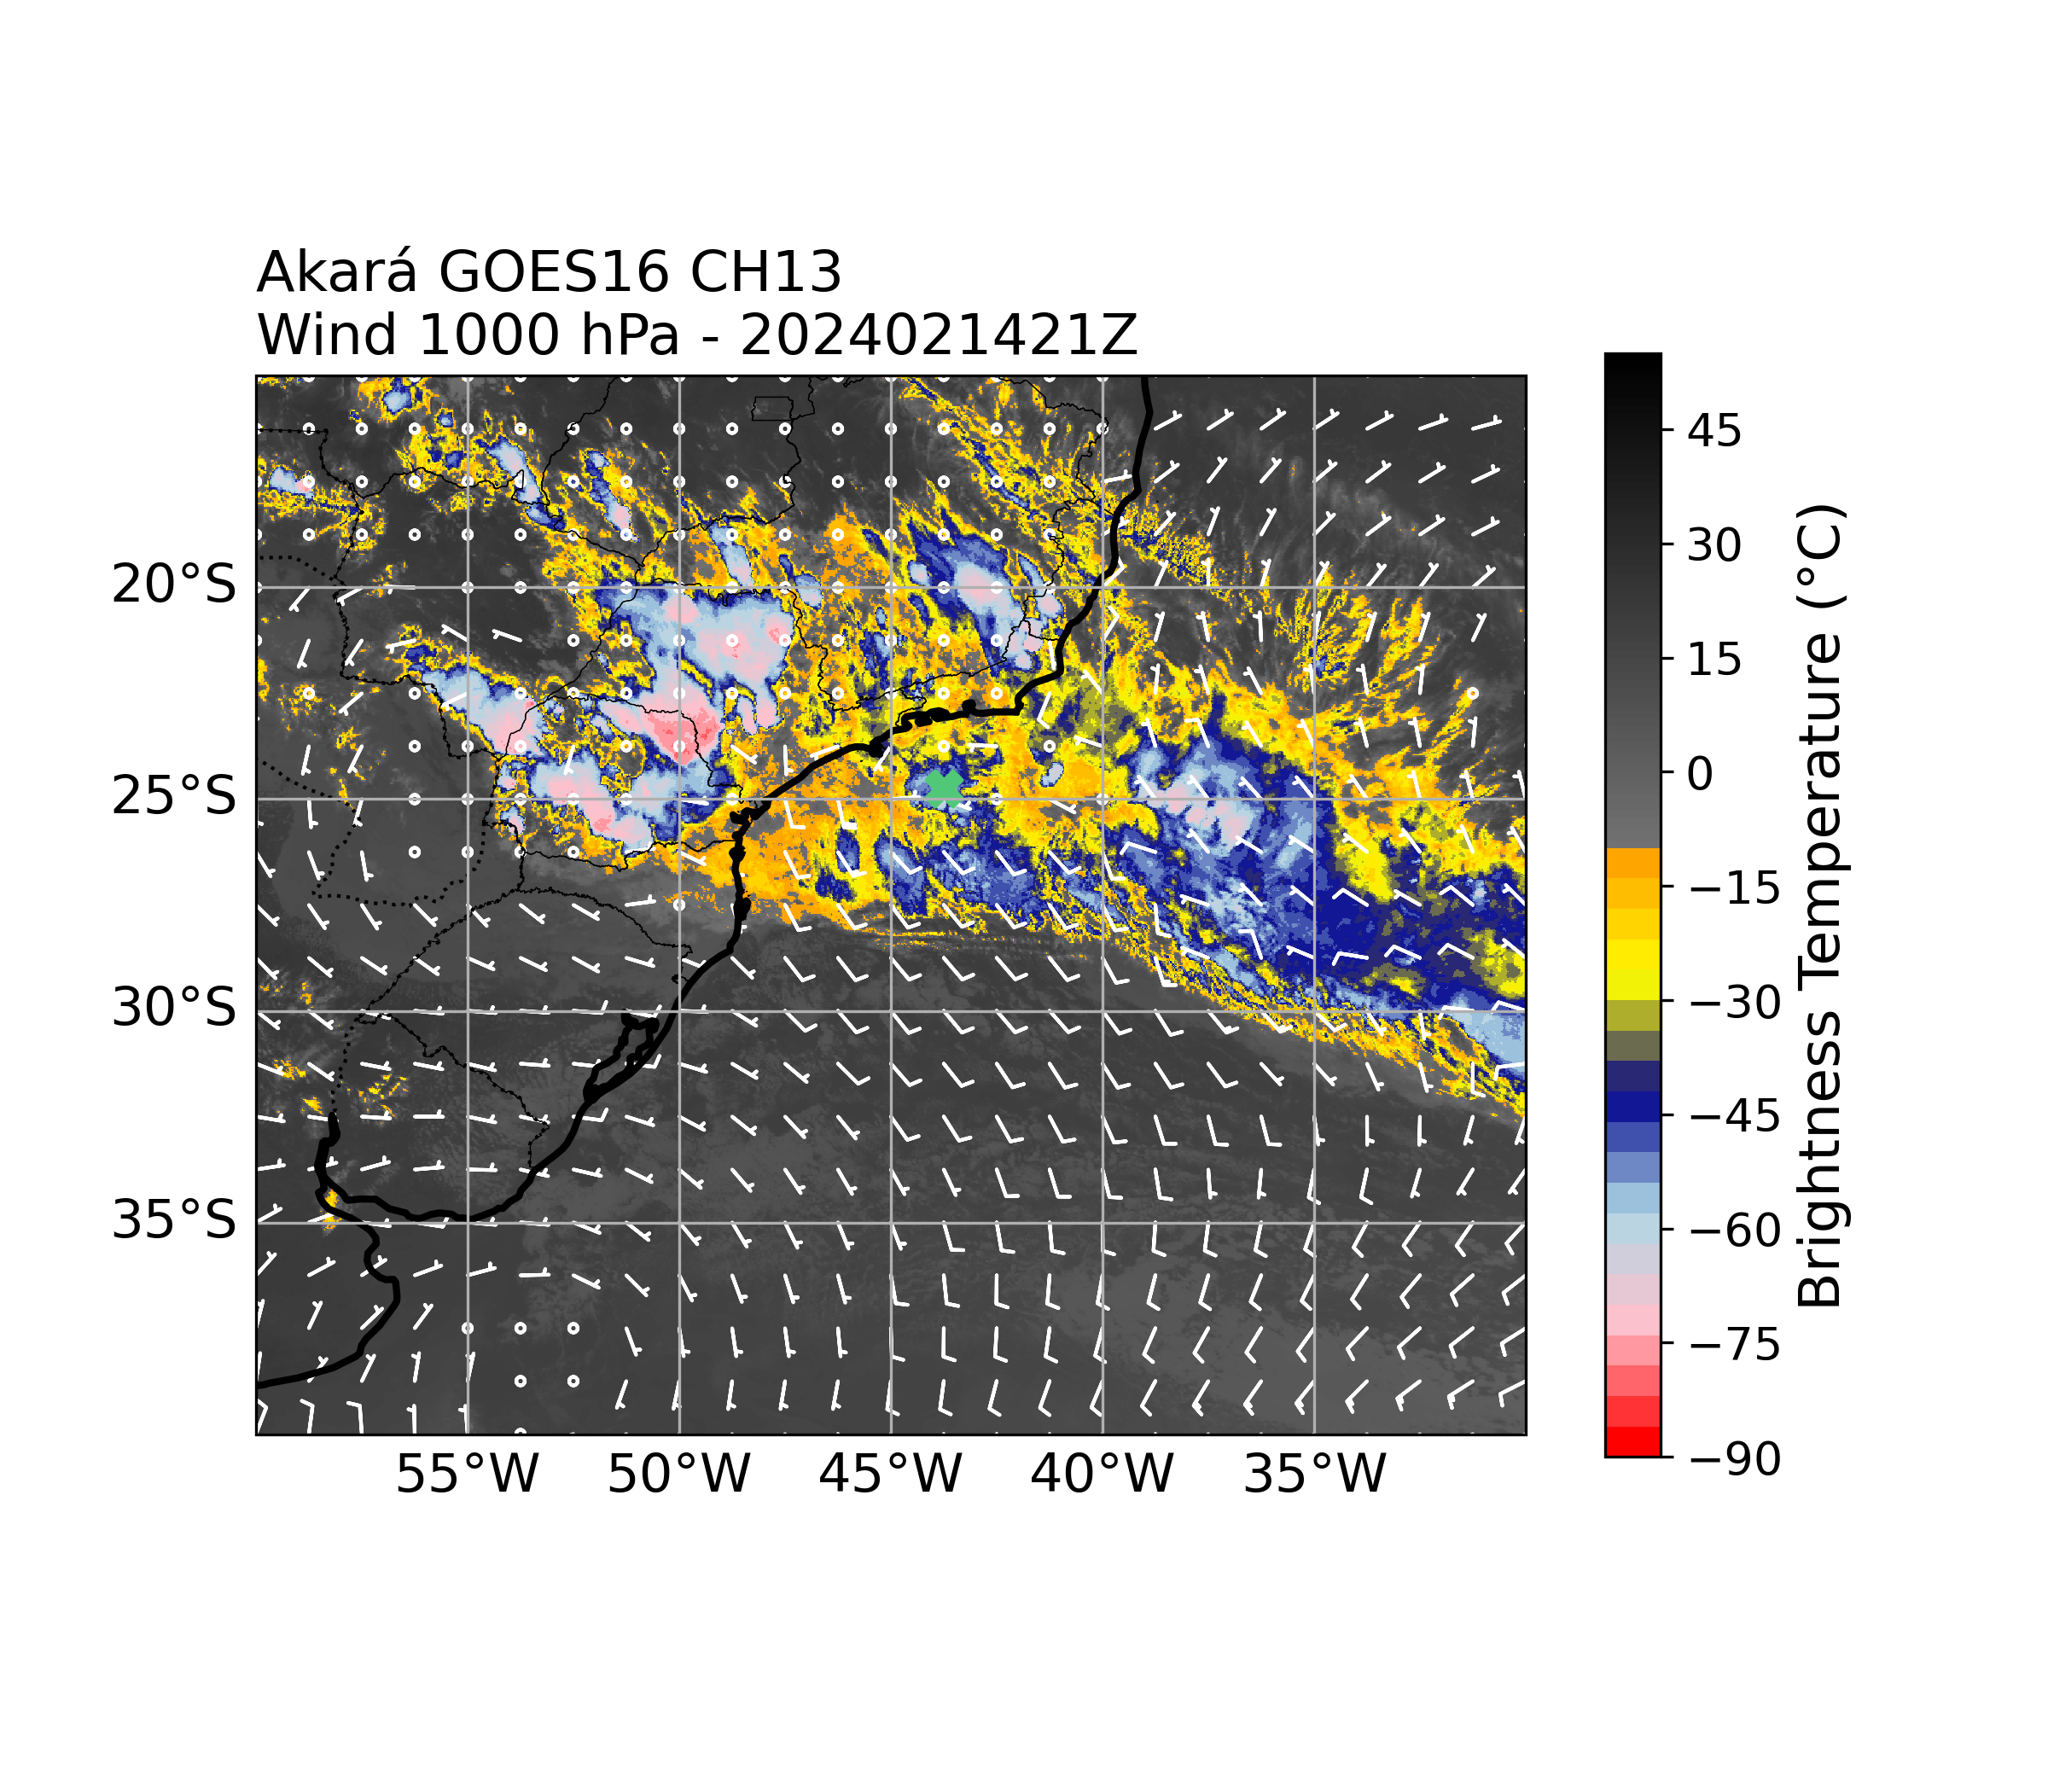 Akará GOES16 CH13
Wind 1000 hPa - 2024021421Z
20°S
25°S
30°S
35°S
55°W
50°W
45°W
40°W
35°W
45
30
15
0
−15
−30
−45
−60
−75
−90
Brightness Temperature (°C)